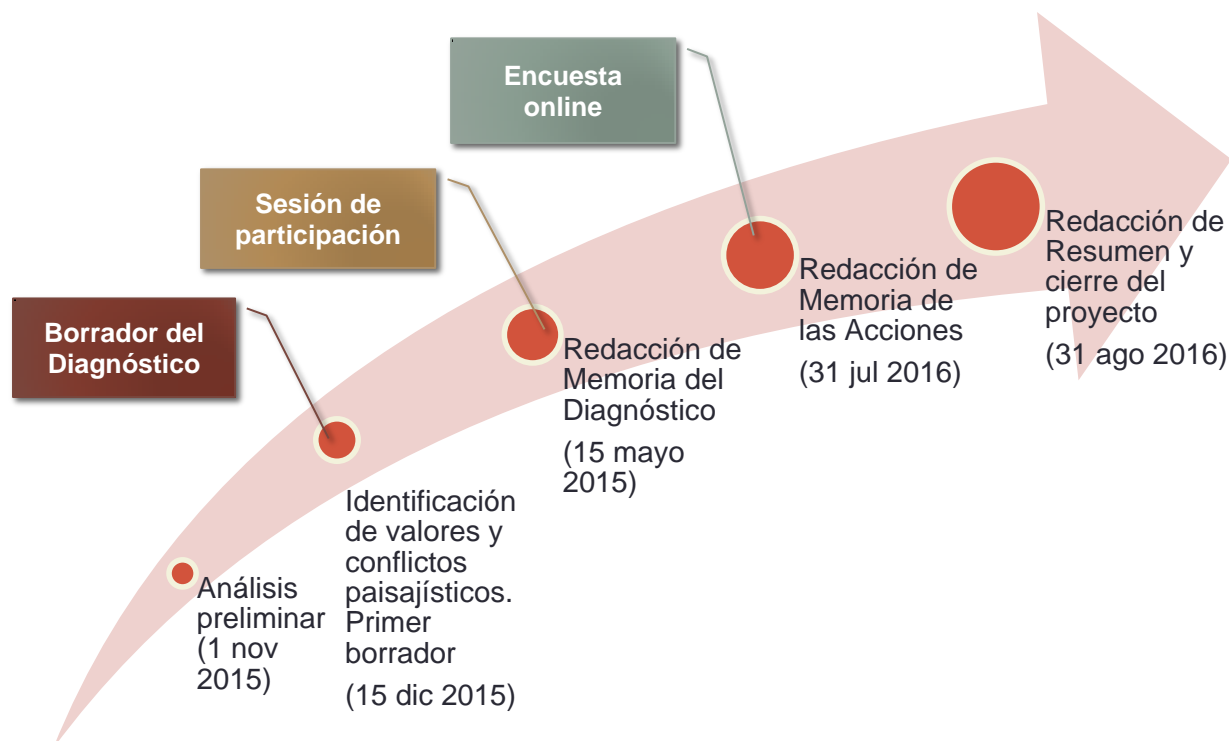 Encuesta
online
Sesión de
participación
Borrador del
Diagnóstico
Análisis
preliminar
(1 nov
2015)
Identificación
de valores y
conflictos
paisajísticos.
Primer
borrador
(15 dic 2015)
Redacción de
Memoria del
Diagnóstico
(15 mayo
2015)
Redacción de
Memoria de
las Acciones
(31 jul 2016)
Redacción de
Resumen y
cierre del
proyecto
(31 ago 2016)